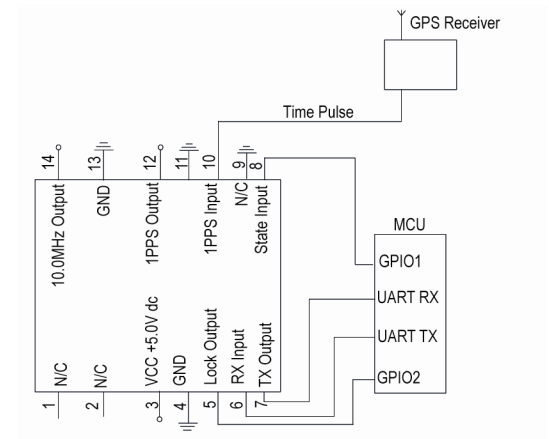 GPS Receiver
Time Pulse
14
13
12
11
10
9
8
10.0MHz Output
GND
1PPS Output
1PPS Input
N/C
State Input
MCU
GPIO1
UART RX
UART TX
GPIO2
N/C
N/C
VCC +5.0V dc
GND
Lock Output
RX Input
TX Output
1
2
3
4
5
6
7